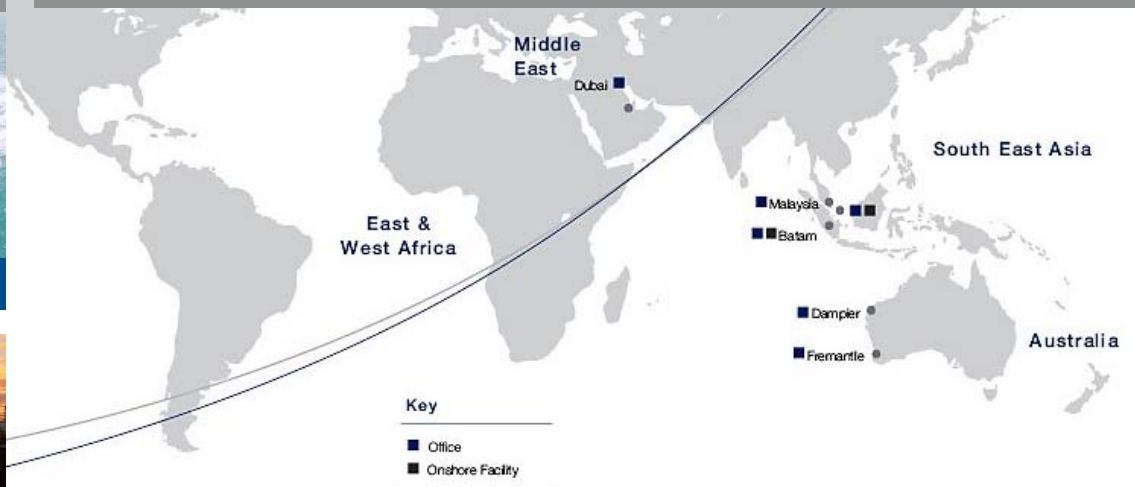 Middle
East
Dubai
South East Asia
Malaysia
East &
West Africa
Batam
Dampier
Australia
Fremantle
Key
Office
Onshore Facility